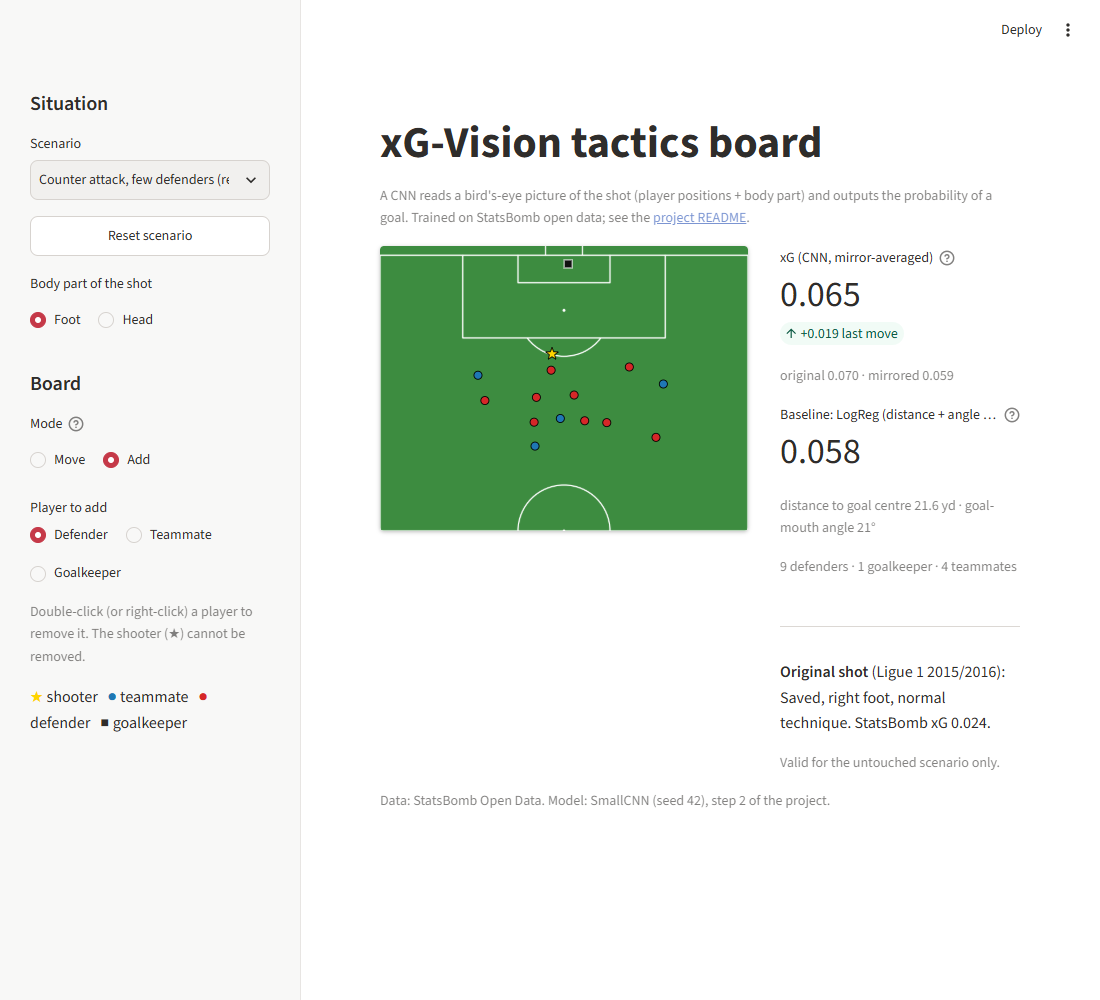 Deploy
Situation
Scenario
Counter attack, few defenders (re
Reset scenario
Body part of the shot
Foot Head
Board
Mode
Move Add
Player to add
Defender Teammate
Goalkeeper
Double-click (or right-click) a player to
remove it. The shooter (★) cannot be
removed.
★ shooter ● teammate ●
defender ■ goalkeeper
xG-Vision tactics board
A CNN reads a bird's-eye picture of the shot (player positions + body part) and outputs the probability of a
goal. Trained on StatsBomb open data; see the project README.
xG (CNN, mirror-averaged)
0.065
↑ +0.019 last move
original 0.070 · mirrored 0.059
Baseline: LogReg (distance + angle ...
0.058
distance to goal centre 21.6 yd · goal-
mouth angle 21°
9 defenders · 1 goalkeeper · 4 teammates
Original shot (Ligue 1 2015/2016):
Saved, right foot, normal
technique. StatsBomb xG 0.024.
Valid for the untouched scenario only.
Data: StatsBomb Open Data. Model: SmallCNN (seed 42), step 2 of the project.